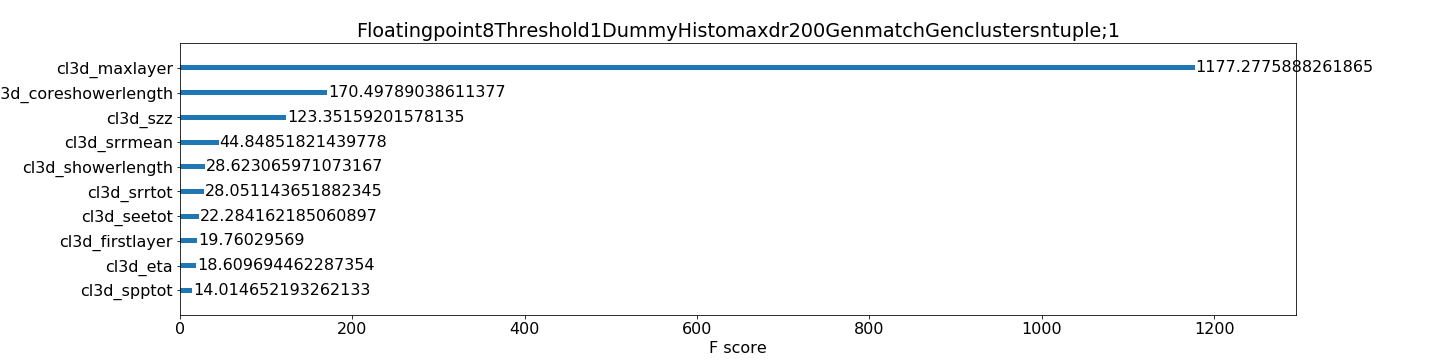 Floatingpoint8Threshold1DummyHistomaxdr200GenmatchGenclustersntuple;1
cl3d_maxlayer 1177.2775888261865
3d_coreshowerlength 170.49789038611377
cl3d_szz 123.35159201578135
cl3d_srrmean 44.84851821439778
cl3d_showerlength 28.623065971073167
cl3d_srrtot 28.051143651882345
cl3d_seetot 22.284162185060897
cl3d_firstlayer 19.76029569
cl3d_eta 18.609694462287354
cl3d_spptot 14.014652193262133
0 200 400 600 800 1000 1200
F score